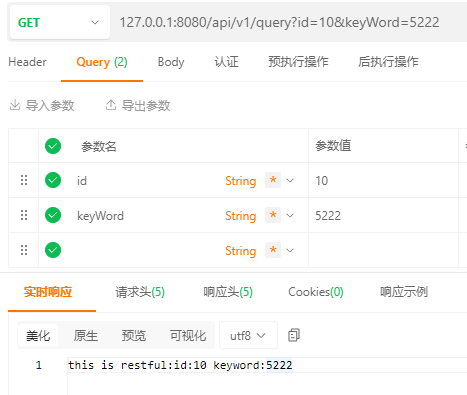 GET 127.0.0.1:8080/api/v1/query?id=10&keyWord=5222
Header Query (2) Body 认证 预执行操作 后执行操作
导入参数 导出参数
参数名 参数值
id String * 10
keyWord String * 5222
String *
实时响应 请求头(5) 响应头(5) Cookies(0) 响应示例
美化 原生 预览 可视化 utf8
1 this is restful:id:10 keyword:5222